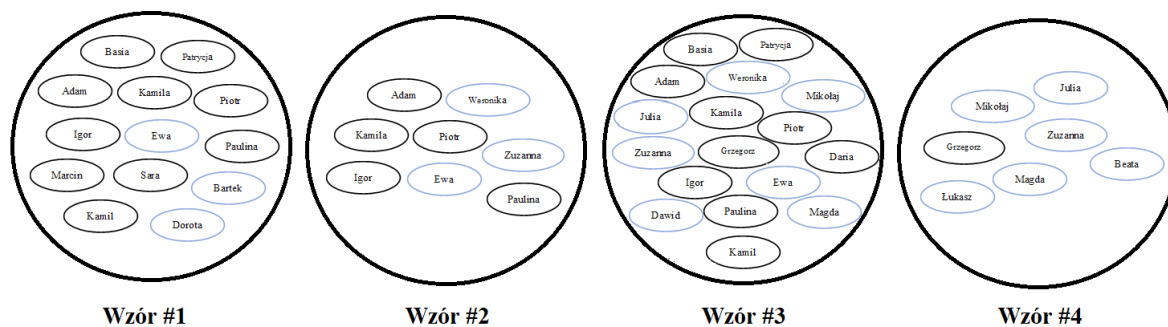 Basia
Patrycja
Adam
Kamila
Piotr
Igor
Ewa
Paulina
Marcin
Sara
Bartek
Kamil
Dorota
Wzór #1
Adam
Weronika
Kamila
Piotr
Zuzanna
Igor
Ewa
Paulina
Wzór #2
Basia
Patrycja
Adam
Weronika
Mikołaj
Julia
Kamila
Piotr
Zuzanna
Grzegorz
Daria
Igor
Ewa
Dawid
Paulina
Magda
Kamil
Wzór #3
Julia
Mikołaj
Zuzanna
Grzegorz
Beata
Magda
Łukasz
Wzór #4